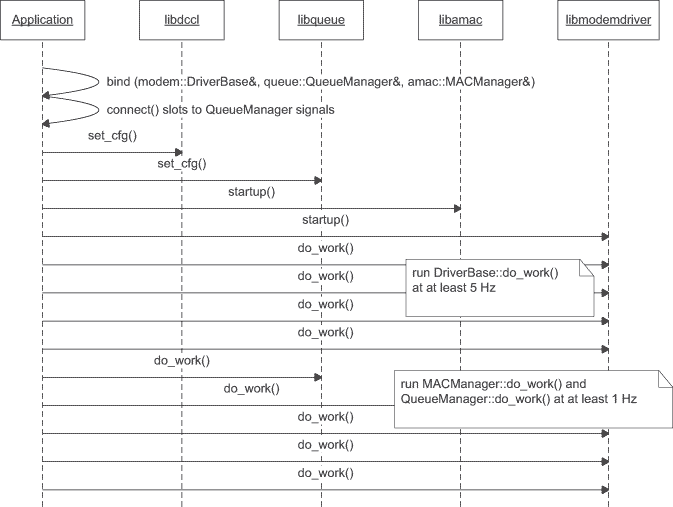 Application
libdccl
libqueue
libamac
libmodemdriver
bind (modem::DriverBase&, queue::QueueManager&, amac::MACManager&)
connect() slots to QueueManager signals
set_cfg()
set_cfg()
startup()
startup()
do_work()
do_work()
run DriverBase::do_work()
at at least 5 Hz
do_work()
do_work()
do_work()
do_work()
run MACManager::do_work() and
QueueManager::do_work() at at least 1 Hz
do_work()
do_work()
do_work()